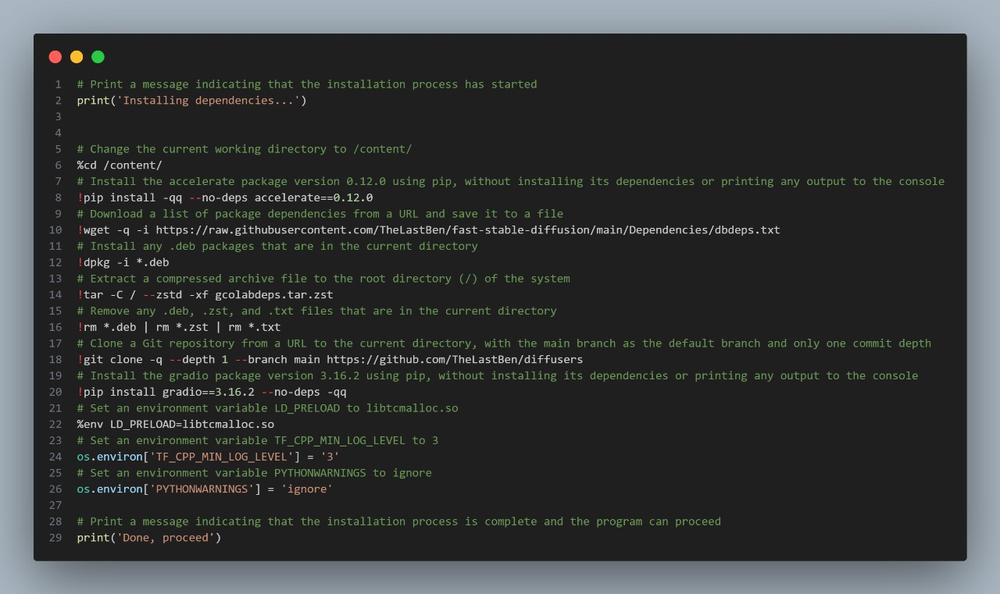 1 # Print a message indicating that the installation process has started
2 print('Installing dependencies...')
3
4
5 # Change the current working directory to /content/
6 %cd /content/
7 # Install the accelerate package version 0.12.0 using pip, without installing its dependencies or printing any output to the console
8 !pip install -qq --no-deps accelerate==0.12.0
9 # Download a list of package dependencies from a URL and save it to a file
10 !wget -q -i https://raw.githubusercontent.com/TheLastBen/fast-stable-diffusion/main/Dependencies/dbdeps.txt
11 # Install any .deb packages that are in the current directory
12 !dpkg -i *.deb
13 # Extract a compressed archive file to the root directory (/) of the system
14 !tar -C / --zstd -xf gcolabdeps.tar.zst
15 # Remove any .deb, .zst, and .txt files that are in the current directory
16 !rm *.deb | rm *.zst | rm *.txt
17 # Clone a Git repository from a URL to the current directory, with the main branch as the default branch and only one commit depth
18 !git clone -q --depth 1 --branch main https://github.com/TheLastBen/diffusers
19 # Install the gradio package version 3.16.2 using pip, without installing its dependencies or printing any output to the console
20 !pip install gradio==3.16.2 --no-deps -qq
21 # Set an environment variable LD_PRELOAD to libtcmalloc.so
22 %env LD_PRELOAD=libtcmalloc.so
23 # Set an environment variable TF_CPP_MIN_LOG_LEVEL to 3
24 os.environ['TF_CPP_MIN_LOG_LEVEL'] = '3'
25 # Set an environment variable PYTHONWARNINGS to ignore
26 os.environ['PYTHONWARNINGS'] = 'ignore'
27
28 # Print a message indicating that the installation process is complete and the program can proceed
29 print('Done, proceed')